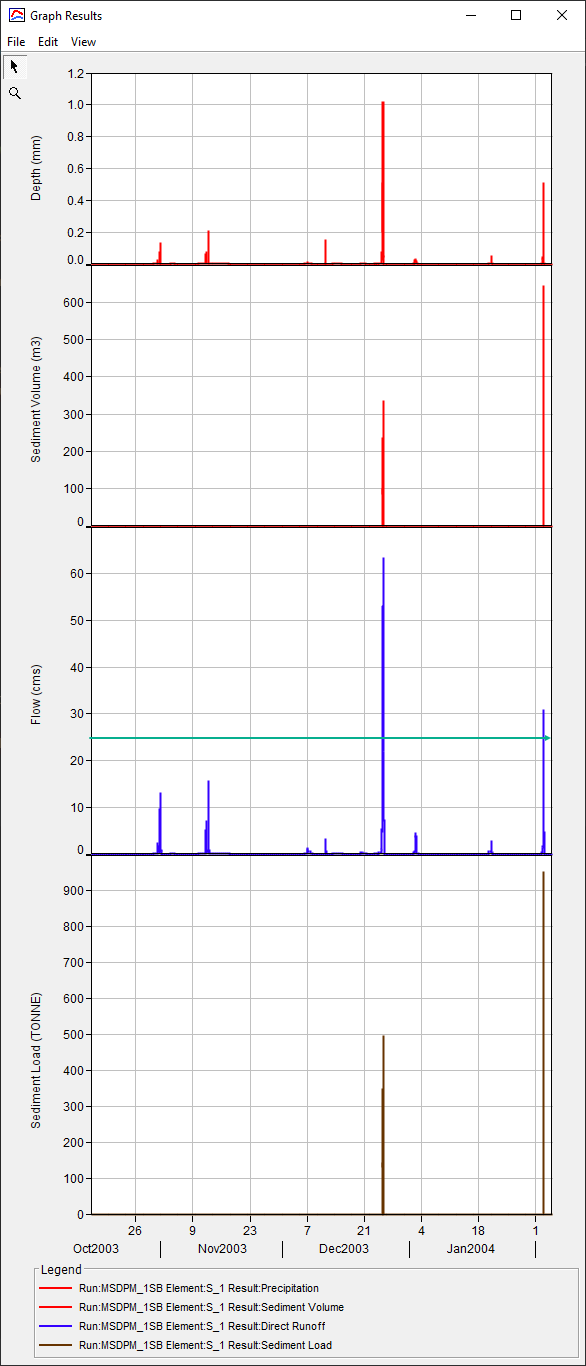 Graph Results
File Edit View
1.2
1.0
0.8
0.6
0.4
0.2
0.0
Depth (mm)
600
500
400
300
200
100
0
Sediment Volume (m3)
60
50
40
30
20
10
0
Flow (cms)
900
800
700
600
500
400
300
200
100
0
Sediment Load (TONNE)
26 9 23 7 21 4 18 1
Oct2003 Nov2003 Dec2003 Jan2004
Legend
Run:MSDPM_1SB Element:S_1 Result:Precipitation
Run:MSDPM_1SB Element:S_1 Result:Sediment Volume
Run:MSDPM_1SB Element:S_1 Result:Direct Runoff
Run:MSDPM_1SB Element:S_1 Result:Sediment Load